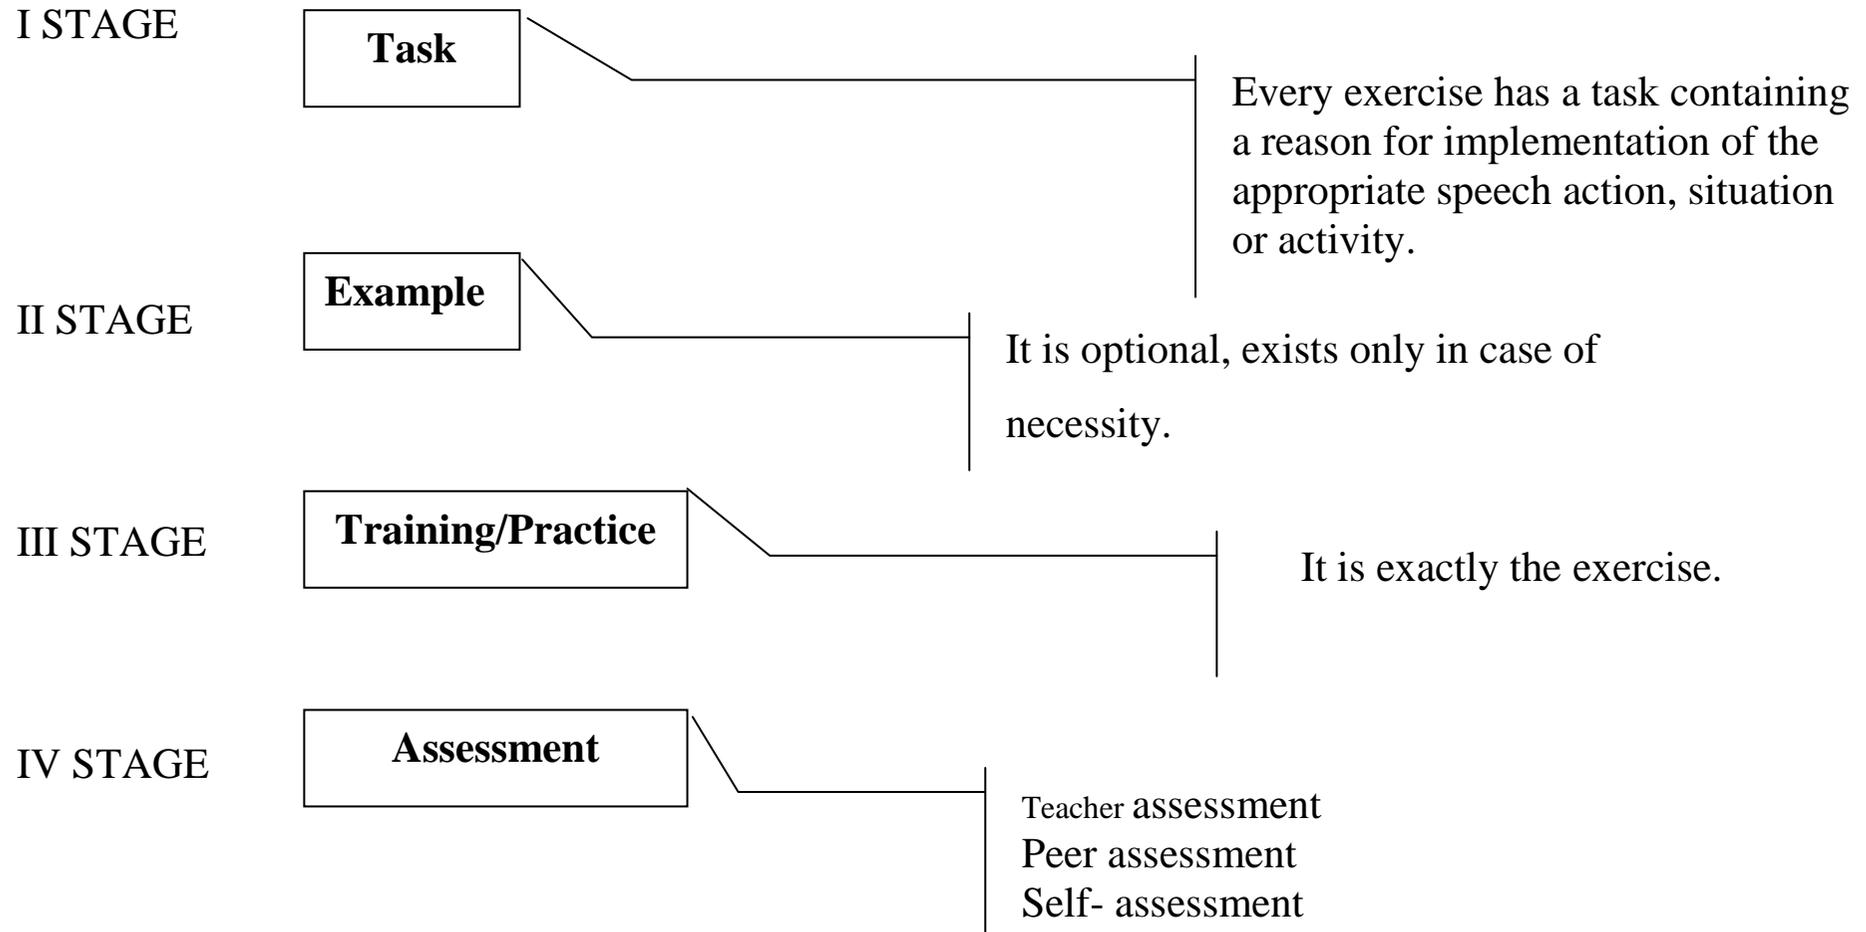 I STAGE
Task
Every exercise has a task containing
a reason for implementation of the
appropriate speech action, situation
or activity.
II STAGE
Example
It is optional, exists only in case of
necessity.
III STAGE
Training/Practice
It is exactly the exercise.
IV STAGE
Assessment
Teacher assessment
Peer assessment
Self- assessment